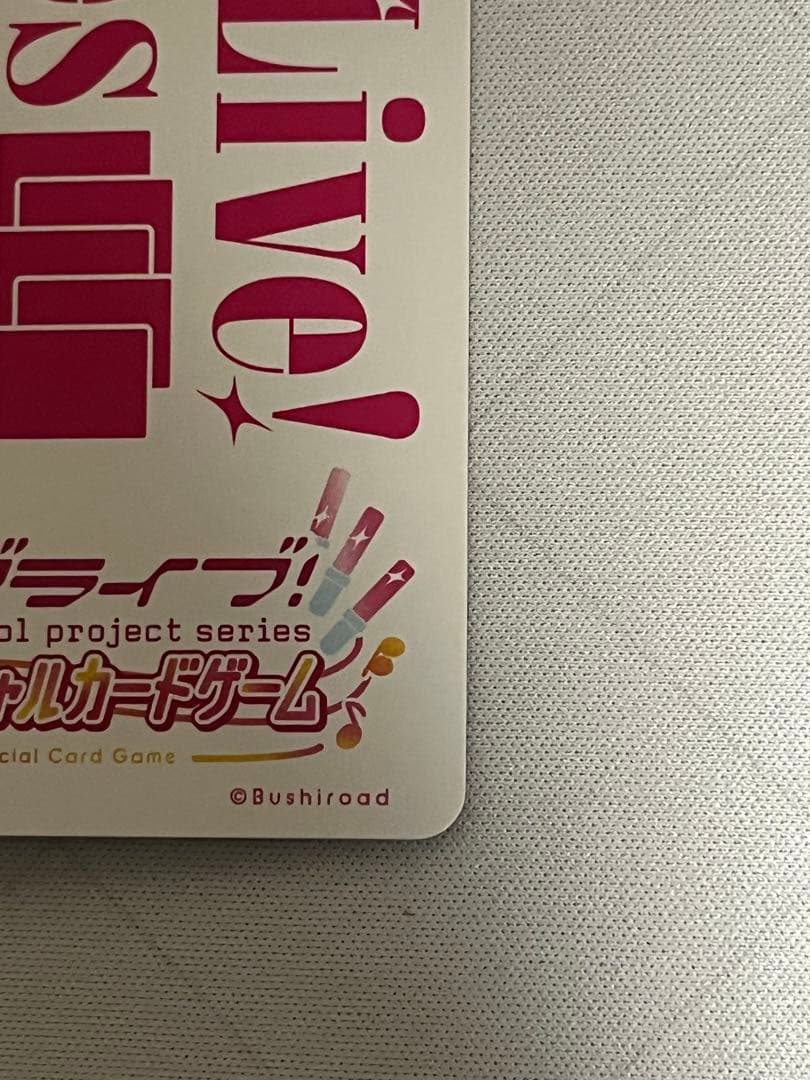 Live!
ブライブ!
ol project series
ャルカードゲーム
cial Card Game
©Bushiroad